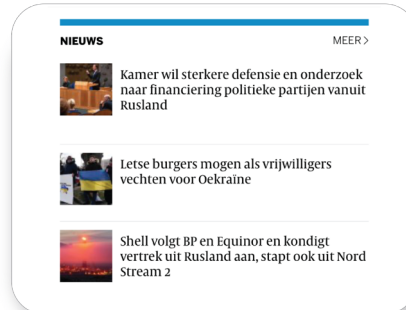 NIEUWS
MEER >
Kamer wil sterkere defensie en onderzoek
naar financiering politieke partijen vanuit
Rusland
Letse burgers mogen als vrijwilligers
vechten voor Oekraïne
Shell volgt BP en Equinor en kondigt
vertrek uit Rusland aan, stapt ook uit Nord
Stream 2